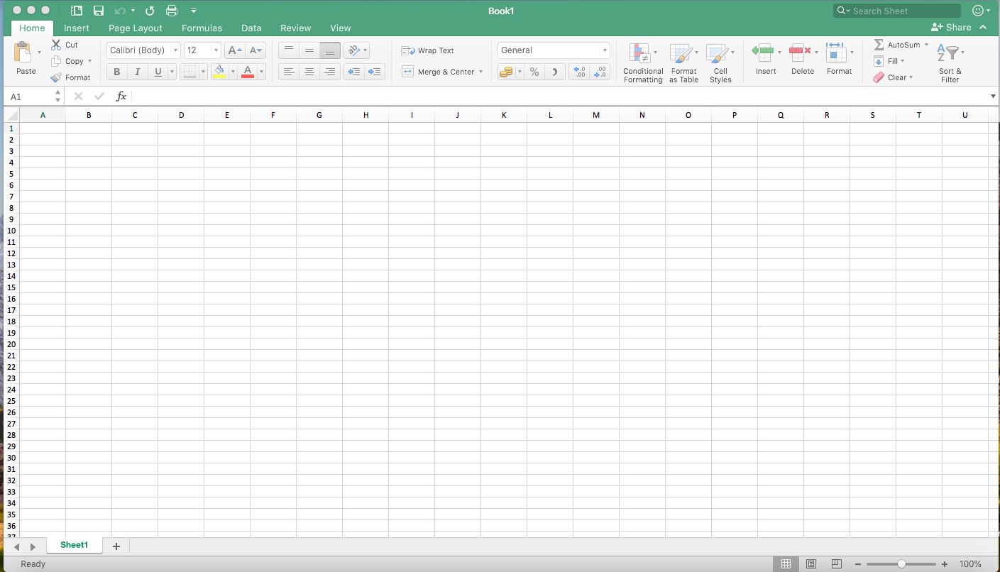 Book1
Search Sheet
Home Insert Page Layout Formulas Data Review View
Share
Paste
Cut
Copy
Format
Calibri (Body) 12 A A
B I U A
ab
Wrap Text
Merge & Center
General
% .0 .00 .00 .0
Conditional Formatting
Format as Table
Cell Styles
Insert
Delete
Format
AutoSum
Fill
Clear
A Z
Sort & Filter
A1 fx
A B C D E F G H I J K L M N O P Q R S T U
1
2
3
4
5
6
7
8
9
10
11
12
13
14
15
16
17
18
19
20
21
22
23
24
25
26
27
28
29
30
31
32
33
34
35
36
37
Sheet1 +
Ready
100%